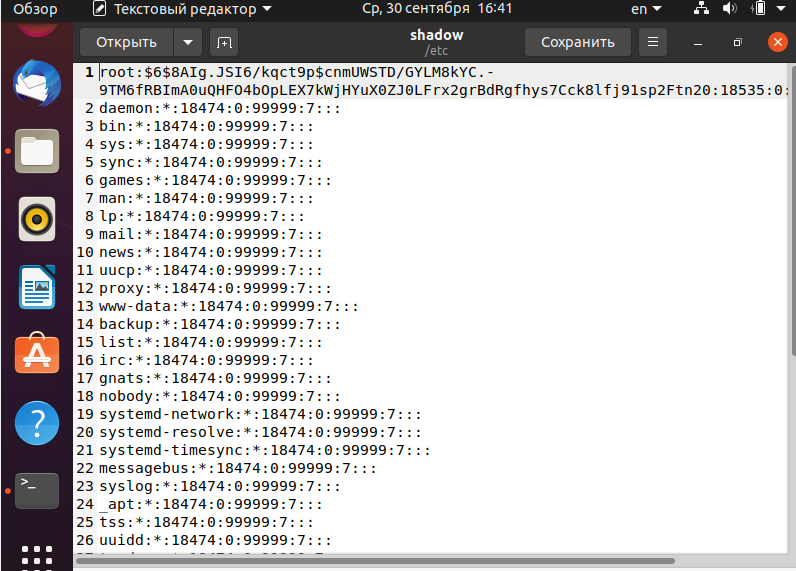 Обзор Текстовый редактор Ср, 30 сентября 16:41 en
Открыть shadow Сохранить
/etc
1 root:$6$8AIg.JSI6/kqct9p$cnmUWSTD/GYLM8kYC.-
9TM6fRBImA0uQHFO4bOpLEX7kWjHYuX0ZJ0LFrx2grBdRgfhys7Cck8lfj91sp2Ftn20:18535:0:
2 daemon:*:18474:0:99999:7:::
3 bin:*:18474:0:99999:7:::
4 sys:*:18474:0:99999:7:::
5 sync:*:18474:0:99999:7:::
6 games:*:18474:0:99999:7:::
7 man:*:18474:0:99999:7:::
8 lp:*:18474:0:99999:7:::
9 mail:*:18474:0:99999:7:::
10 news:*:18474:0:99999:7:::
11 uucp:*:18474:0:99999:7:::
12 proxy:*:18474:0:99999:7:::
13 www-data:*:18474:0:99999:7:::
14 backup:*:18474:0:99999:7:::
15 list:*:18474:0:99999:7:::
16 irc:*:18474:0:99999:7:::
17 gnats:*:18474:0:99999:7:::
18 nobody:*:18474:0:99999:7:::
19 systemd-network:*:18474:0:99999:7:::
20 systemd-resolve:*:18474:0:99999:7:::
21 systemd-timesync:*:18474:0:99999:7:::
22 messagebus:*:18474:0:99999:7:::
23 syslog:*:18474:0:99999:7:::
24 _apt:*:18474:0:99999:7:::
25 tss:*:18474:0:99999:7:::
26 uuidd:*:18474:0:99999:7:::